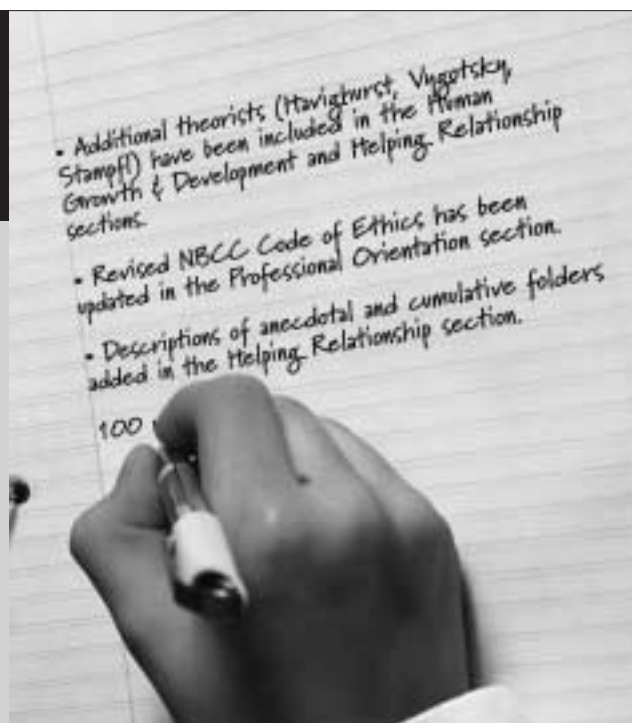 • Additional theorists (Havighurst, Vygotsky,
Stampfl) have been included in the Human
Growth & Development and Helping Relationship
sections.
• Revised NBCC Code of Ethics has been
updated in the Professional Orientation section.
• Descriptions of anecdotal and cumulative folders
added in the Helping Relationship section.
100